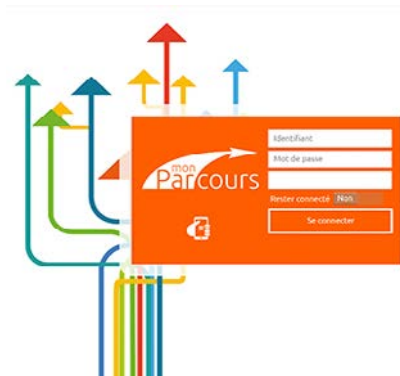 Identifiant
Mot de passe
mon
Parcours
Rester connecté Non
Se connecter